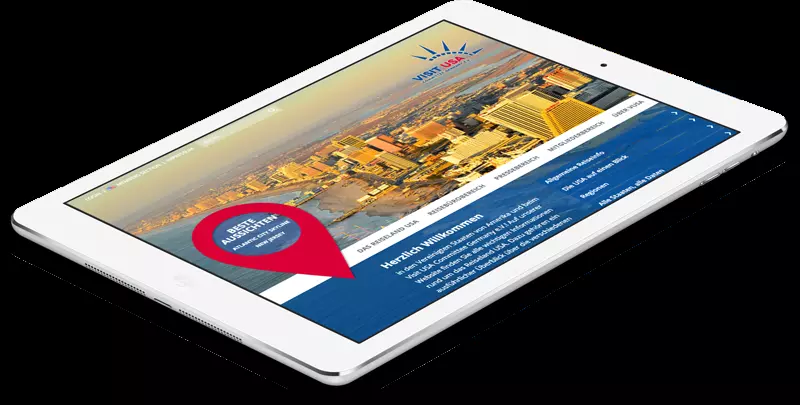 VISIT USA
BESTE
AUSSICHTEN
ATLANTIC CITY SKYLINE
NEW JERSEY
DAS REISELAND USA
REISEBÜROBEREICH
PRESSEBEREICH
MITGLIEDERBEREICH
ÜBER VUSA
Herzlich Willkommen
in den Vereinigten Staaten von Amerika und beim
Visit USA Committee Germany e.V.! Auf unserer
Website finden Sie alle wichtigen Informationen
rund um das Reiseland USA. Dazu gehören ein
ausführlicher Überblick über die verschiedenen
Allgemeine Reiseinfo
Die USA auf einen Blick
Regionen
Alle Staaten, alle Daten